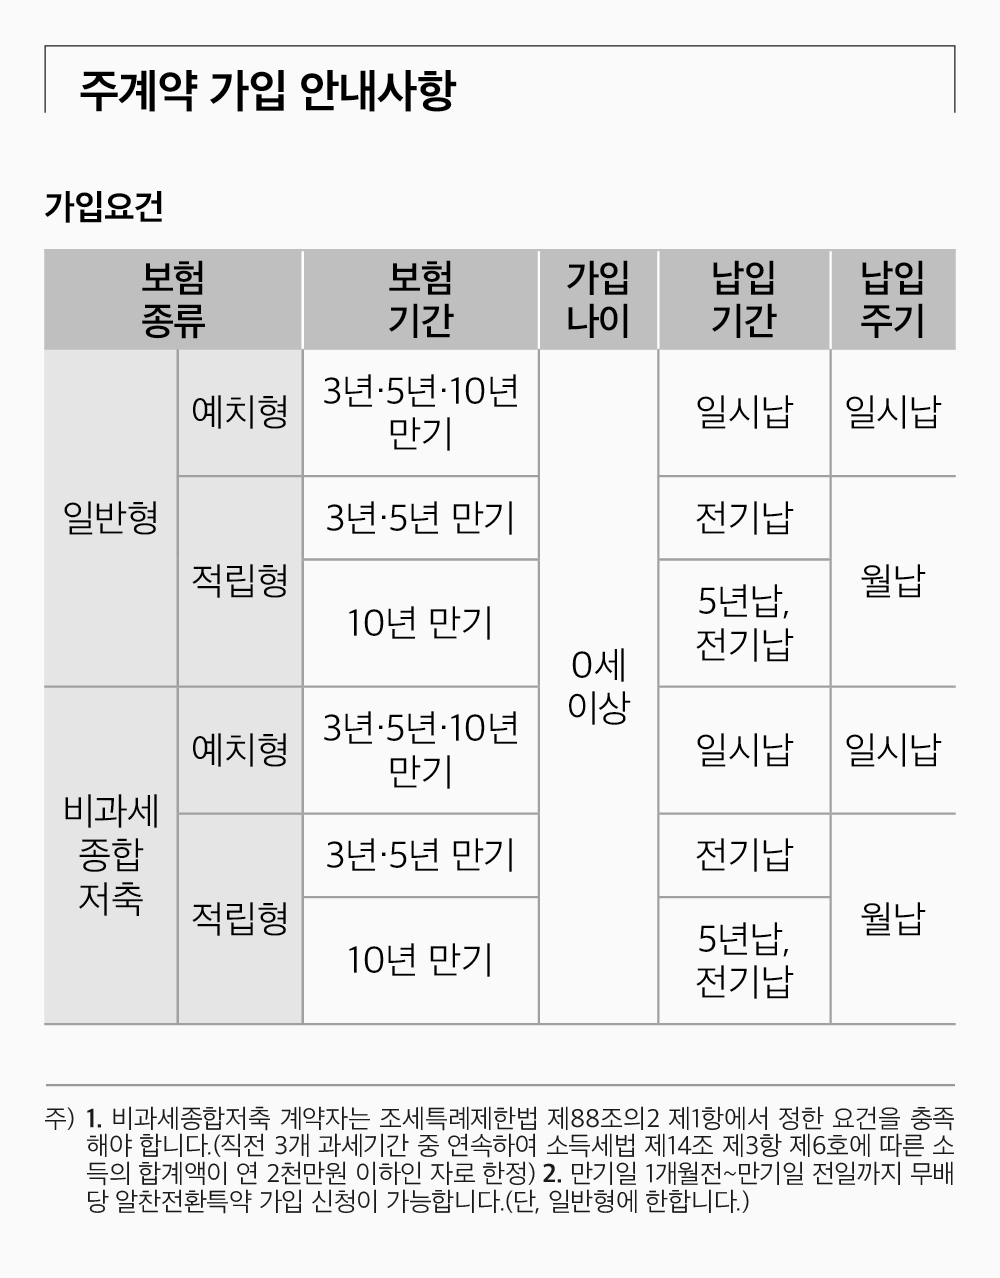 주계약 가입 안내사항
가입요건
보험 종류 보험 기간 가입 나이 납입 기간 납입 주기
일반형 예치형 3년·5년·10년 만기 0세 이상 일시납 일시납
적립형 3년·5년 만기 전기납 월납
10년 만기 5년납, 전기납
비과세 종합 저축 예치형 3년·5년·10년 만기 일시납 일시납
적립형 3년·5년 만기 전기납 월납
10년 만기 5년납, 전기납
주) 1. 비과세종합저축 계약자는 조세특례제한법 제88조의2 제1항에서 정한 요건을 충족
해야 합니다.(직전 3개 과세기간 중 연속하여 소득세법 제14조 제3항 제6호에 따른 소
득의 합계액이 연 2천만원 이하인 자로 한정) 2. 만기일 1개월전~만기일 전일까지 무배
당 알찬전환특약 가입 신청이 가능합니다.(단, 일반형에 한합니다.)